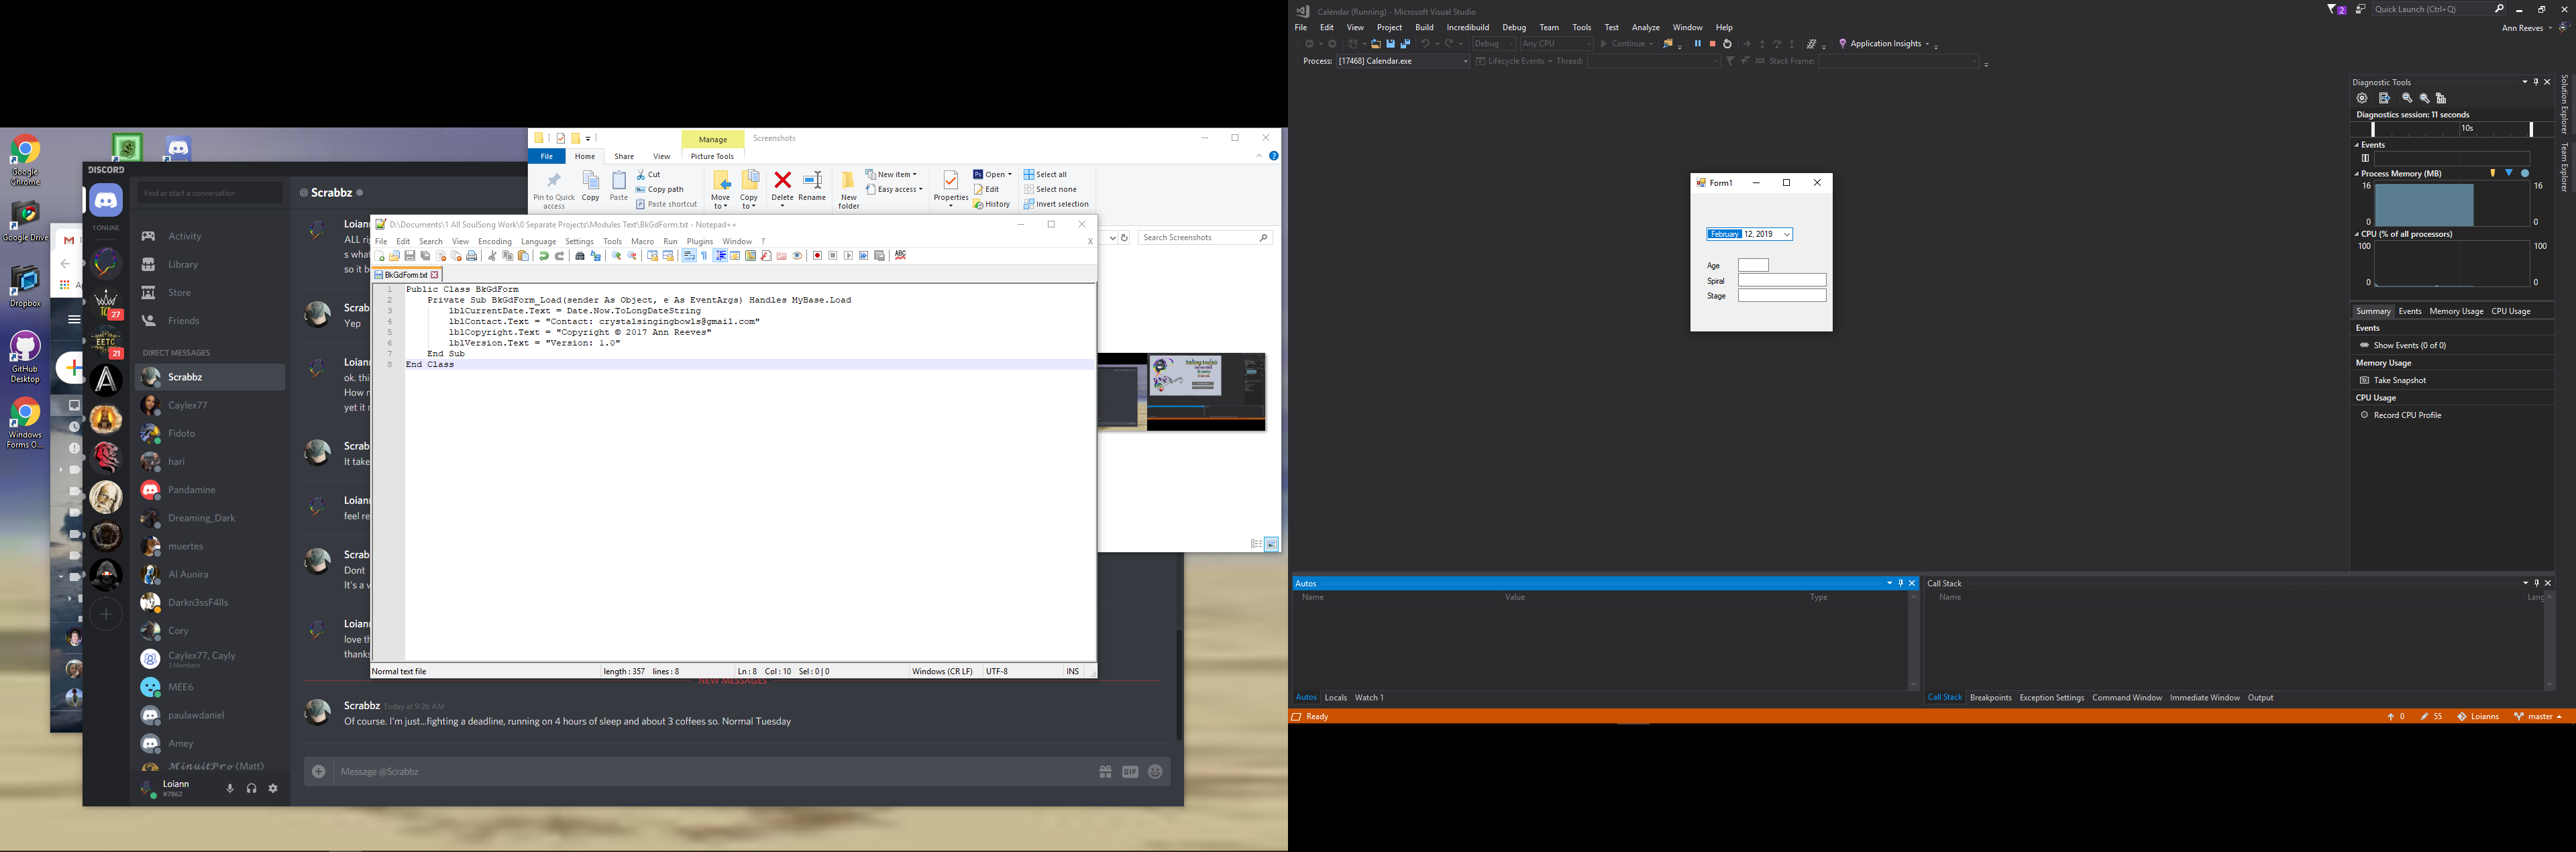 Google Chrome
Google Drive
Dropbox
GitHub Desktop
Windows Forms O...
DISCORD
1 ONLINE
27
21
Find or start a conversation
Activity
Library
Store
Friends
DIRECT MESSAGES
Scrabbz
Caylex77
Fidoto
hari
Pandamine
Dreaming_Dark
muertes
Al Aunira
Darkn3ssF4lls
Cory
Caylex77, Cayly
3 Members
MEE6
paulawdaniel
Amey
MinuitPro (Matt)
Loiann
#7862
@ Scrabbz
Loian
ALL ri
s what
so it b
Scrab
Yep
Loian
ok. thi
How r
yet it r
Scrab
It take
Loian
feel re
Scrab
Dont
It's a v
Loian
love th
thanks
NEW MESSAGES
Scrabbz Today at 9:26 AM
Of course. I'm just...fighting a deadline, running on 4 hours of sleep and about 3 coffees so. Normal Tuesday
Message @Scrabbz
GIF
Manage Screenshots
File Home Share View Picture Tools
Pin to Quick access
Copy
Paste
Cut
Copy path
Paste shortcut
Move to
Copy to
Delete
Rename
New folder
New item
Easy access
Properties
Open
Edit
History
Select all
Select none
Invert selection
Search Screenshots
D:\Documents\1 All SoulSong Work\0 Separate Projects\Modules Text\BkGdForm.txt - Notepad++
File Edit Search View Encoding Language Settings Tools Macro Run Plugins Window ? X
BkGdForm.txt
1 Public Class BkGdForm
2 Private Sub BkGdForm_Load(sender As Object, e As EventArgs) Handles MyBase.Load
3 lblCurrentDate.Text = Date.Now.ToLongDateString
4 lblContact.Text = "Contact: crystalsingingbowls@gmail.com"
5 lblCopyright.Text = "Copyright © 2017 Ann Reeves"
6 lblVersion.Text = "Version: 1.0"
7 End Sub
8 End Class
Normal text file length : 357 lines : 8 Ln : 8 Col : 10 Sel : 0 | 0 Windows (CR LF) UTF-8 INS
Calendar (Running) - Microsoft Visual Studio
2
Quick Launch (Ctrl+Q)
File Edit View Project Build Incredibuild Debug Team Tools Test Analyze Window Help
Ann Reeves
Debug Any CPU Continue Application Insights
Process: [17468] Calendar.exe Lifecycle Events Thread: Stack Frame:
Form1
February 12, 2019
Age
Spiral
Stage
Diagnostic Tools
Diagnostics session: 11 seconds
10s
Events
Process Memory (MB)
16 16
0 0
CPU (% of all processors)
100 100
0 0
Summary Events Memory Usage CPU Usage
Events
Show Events (0 of 0)
Memory Usage
Take Snapshot
CPU Usage
Record CPU Profile
Solution Explorer
Team Explorer
Autos
Name Value Type
Autos Locals Watch 1
Call Stack
Name Lang
Call Stack Breakpoints Exception Settings Command Window Immediate Window Output
Ready
0 55 Loianns master